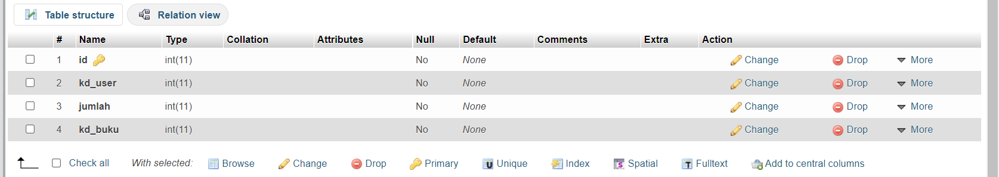 Table structure Relation view
# Name Type Collation Attributes Null Default Comments Extra Action
1 id int(11) No None Change Drop More
2 kd_user int(11) No None Change Drop More
3 jumlah int(11) No None Change Drop More
4 kd_buku int(11) No None Change Drop More
Check all With selected: Browse Change Drop Primary Unique Index Spatial Fulltext Add to central columns